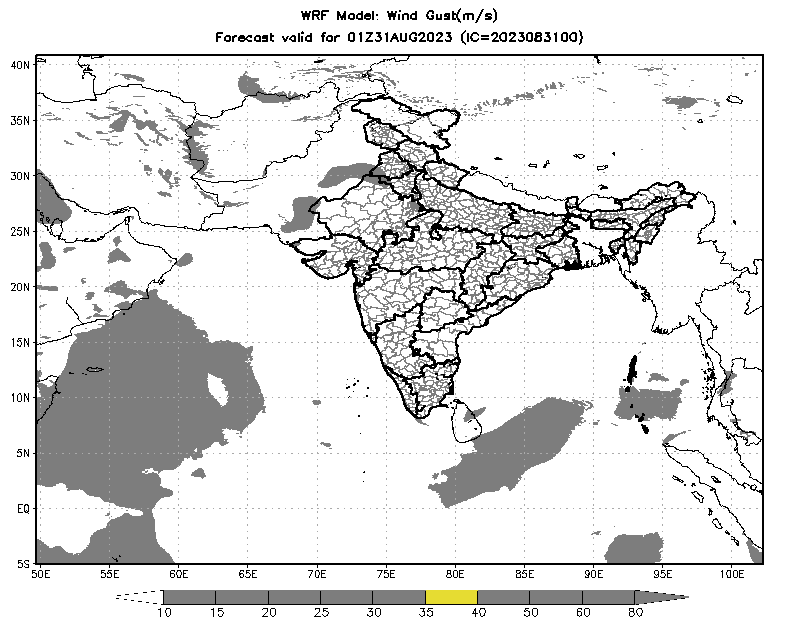 WRF Model: Wind Gust(m/s)
Forecast valid for 01Z31AUG2023 (IC=2023083100)
40N
35N
30N
25N
20N
15N
10N
5N
EQ
5S
50E 55E 60E 65E 70E 75E 80E 85E 90E 95E 100E
10 15 20 25 30 35 40 50 60 80